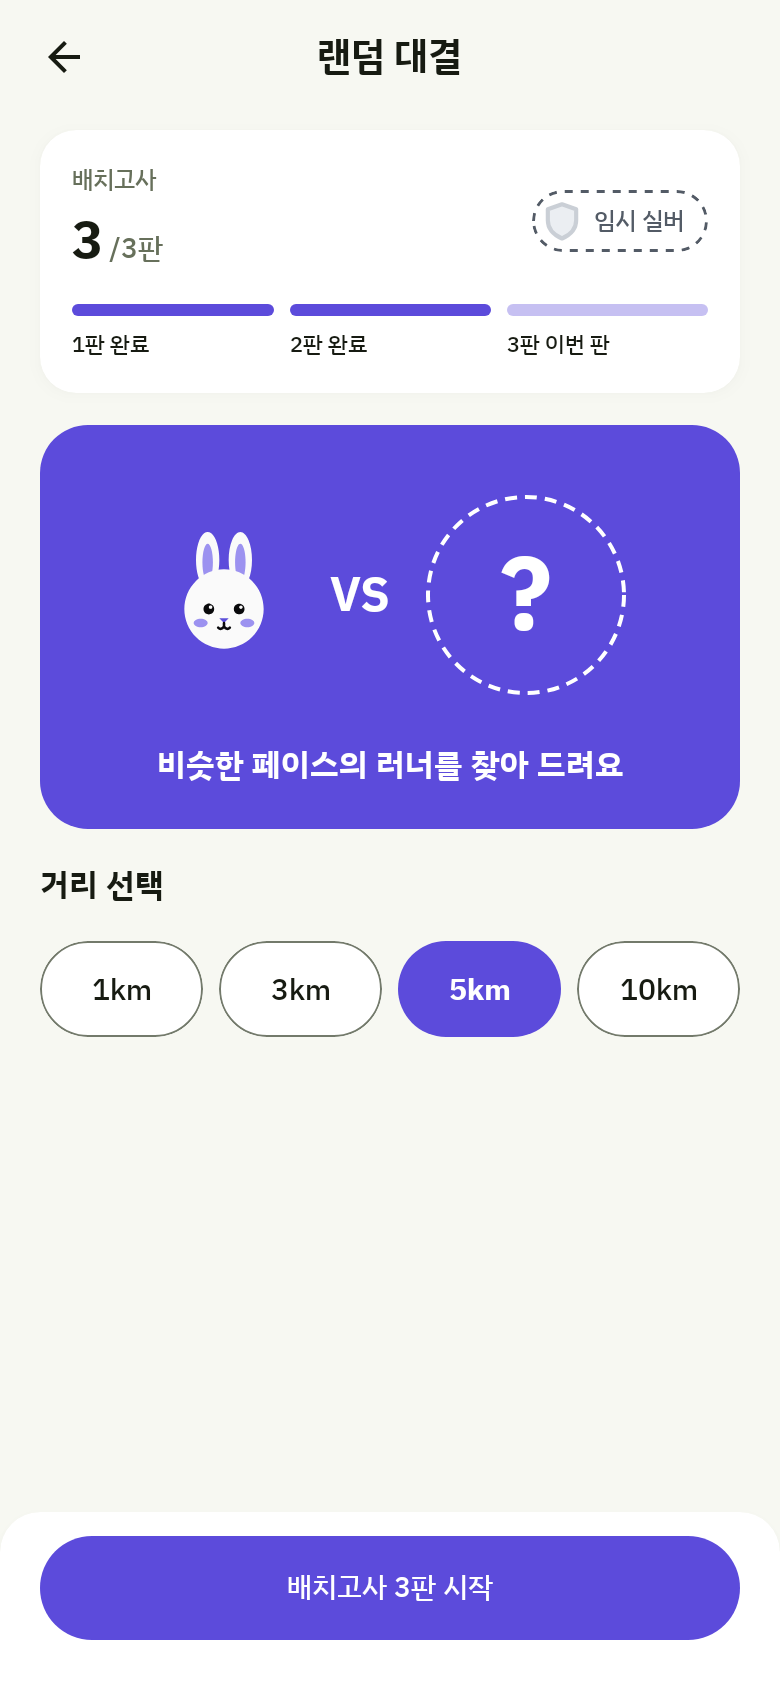 랜덤 대결
배치고사
3 /3판
임시 실버
1판 완료
2판 완료
3판 이번 판
VS
?
비슷한 페이스의 러너를 찾아 드려요
거리 선택
1km
3km
5km
10km
배치고사 3판 시작